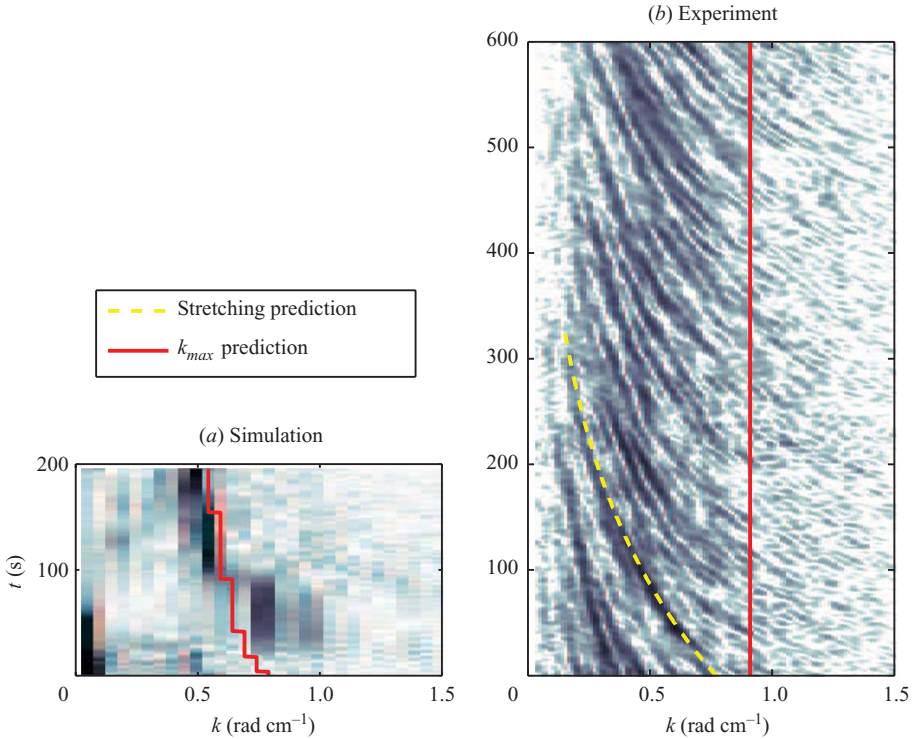 (b) Experiment
600
500
400
300
200
100
0
0.5
1.0
1.5
k (rad cm⁻¹)
Stretching prediction
k_max prediction
(a) Simulation
200
100
t (s)
0
0.5
1.0
1.5
k (rad cm⁻¹)